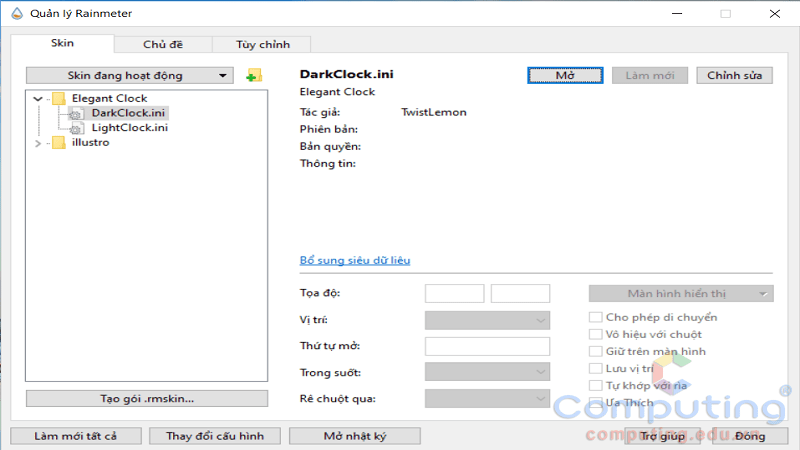 Quản lý Rainmeter
Skin
Chủ đề
Tùy chỉnh
Skin đang hoạt động
Elegant Clock
DarkClock.ini
LightClock.ini
illustro
Tạo gói .rmskin...
DarkClock.ini
Elegant Clock
Mở
Làm mới
Chỉnh sửa
Tác giả: TwistLemon
Phiên bản:
Bản quyền:
Thông tin:
Bổ sung siêu dữ liệu
Tọa độ:
Vị trí:
Thứ tự mở:
Trong suốt:
Rê chuột qua:
Màn hình hiển thị
Cho phép di chuyển
Vô hiệu với chuột
Giữ trên màn hình
Lưu vị trí
Tự khớp với rìa
Ưa Thích
Computing
computing.edu.vn
Làm mới tất cả
Thay đổi cấu hình
Mở nhật ký
Trợ giúp
Đóng